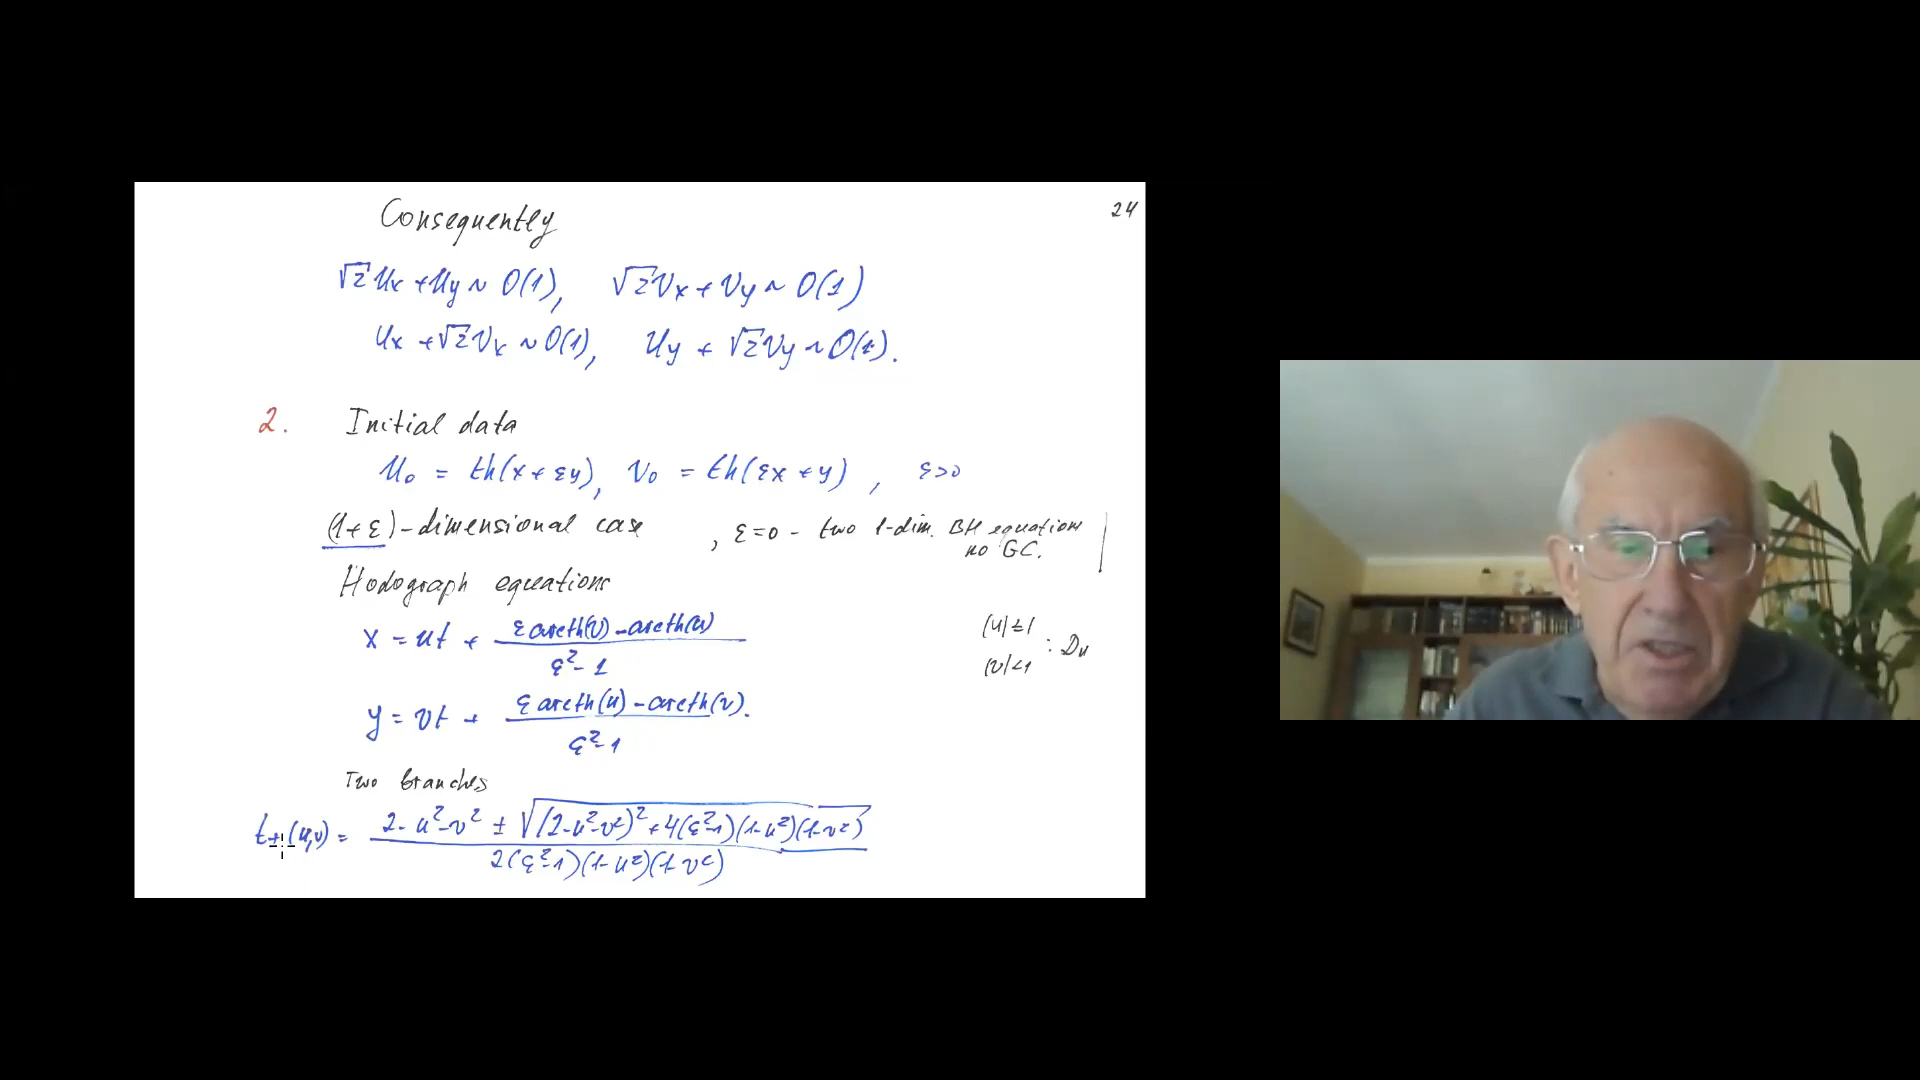 Consequently
24
√2 Ux + Uy ~ O(1), √2 Vx + Vy ~ O(1)
Ux + √2 Vx ~ O(1), Uy + √2 Vy ~ O(1).
2. Initial data
U₀ = th(x + εy), V₀ = th(εx + y), ε>0
(1+ε)-dimensional case, ε=0 - two 1-dim. BH equation
no GC.
Hodograph equations
x = ut + (ε arcth(v) - arcth(u)) / (ε² - 1)
|u|≤1
|v|<1 : Du
y = vt + (ε arcth(u) - arcth(v)) / (ε² - 1).
Two branches
t±(u,v) = (2 - u² - v² ± √((2-u²-v²)² + 4(ε²-1)(1-u²)(1-v²))) / (2(ε²-1)(1-u²)(1-v²))